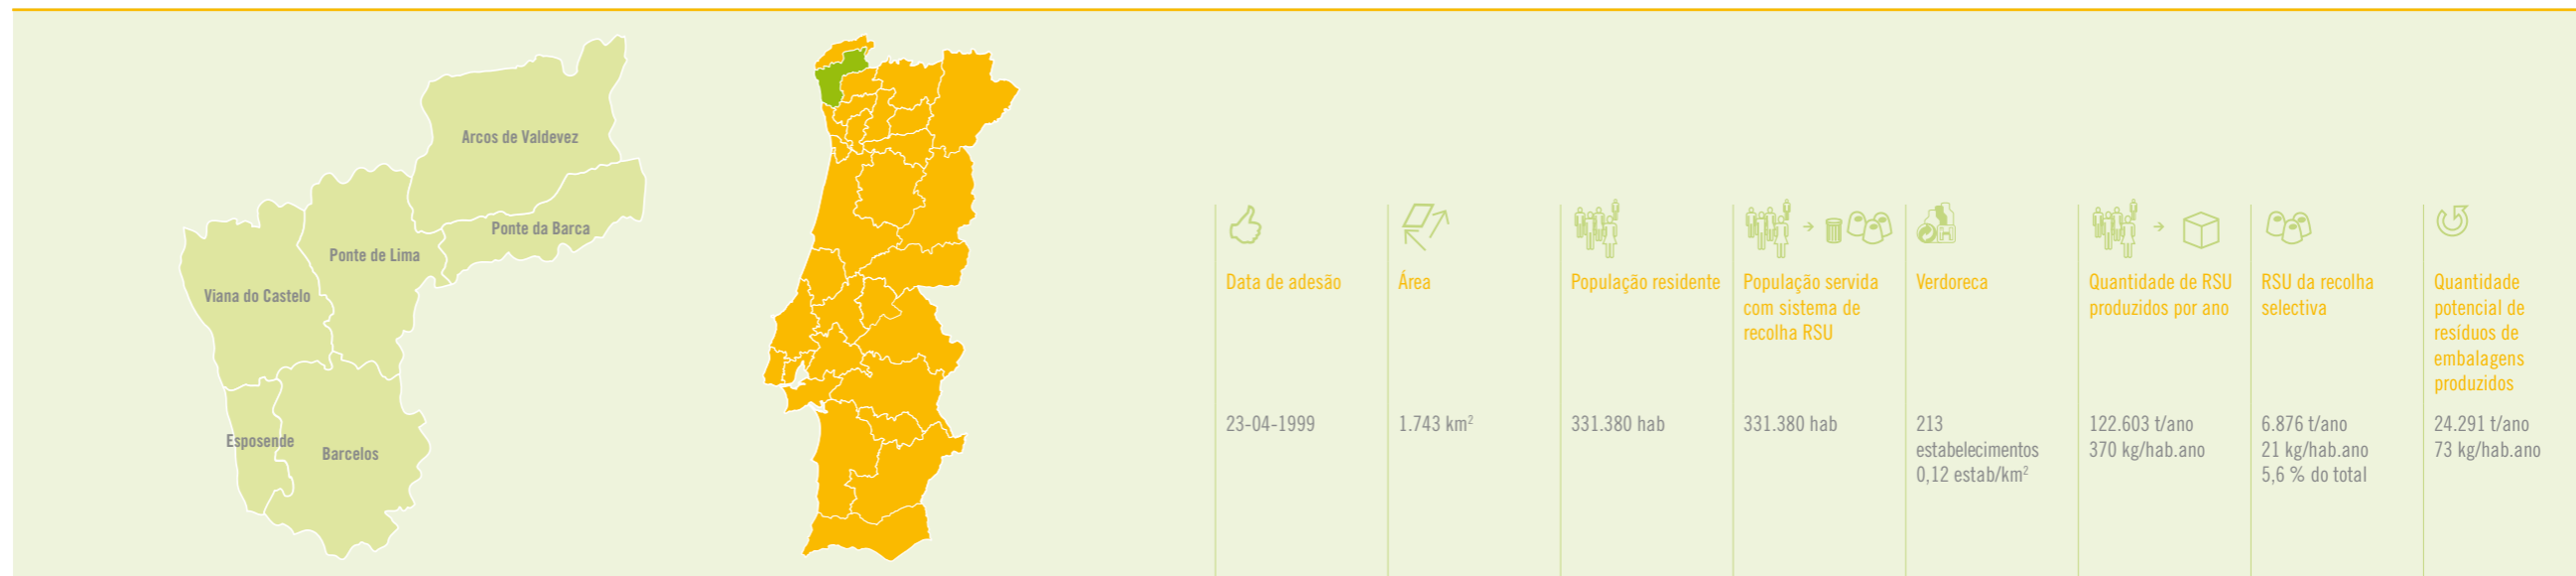 Arcos de Valdevez
Ponte da Barca
Ponte de Lima
Viana do Castelo
Esposende
Barcelos
Data de adesão
23-04-1999
Área
1.743 km²
População residente
331.380 hab
População servida
com sistema de
recolha RSU
331.380 hab
Verdoreca
213
estabelecimentos
0,12 estab/km²
Quantidade de RSU
produzidos por ano
122.603 t/ano
370 kg/hab.ano
RSU da recolha
selectiva
6.876 t/ano
21 kg/hab.ano
5,6 % do total
Quantidade
potencial de
resíduos de
embalagens
produzidos
24.291 t/ano
73 kg/hab.ano